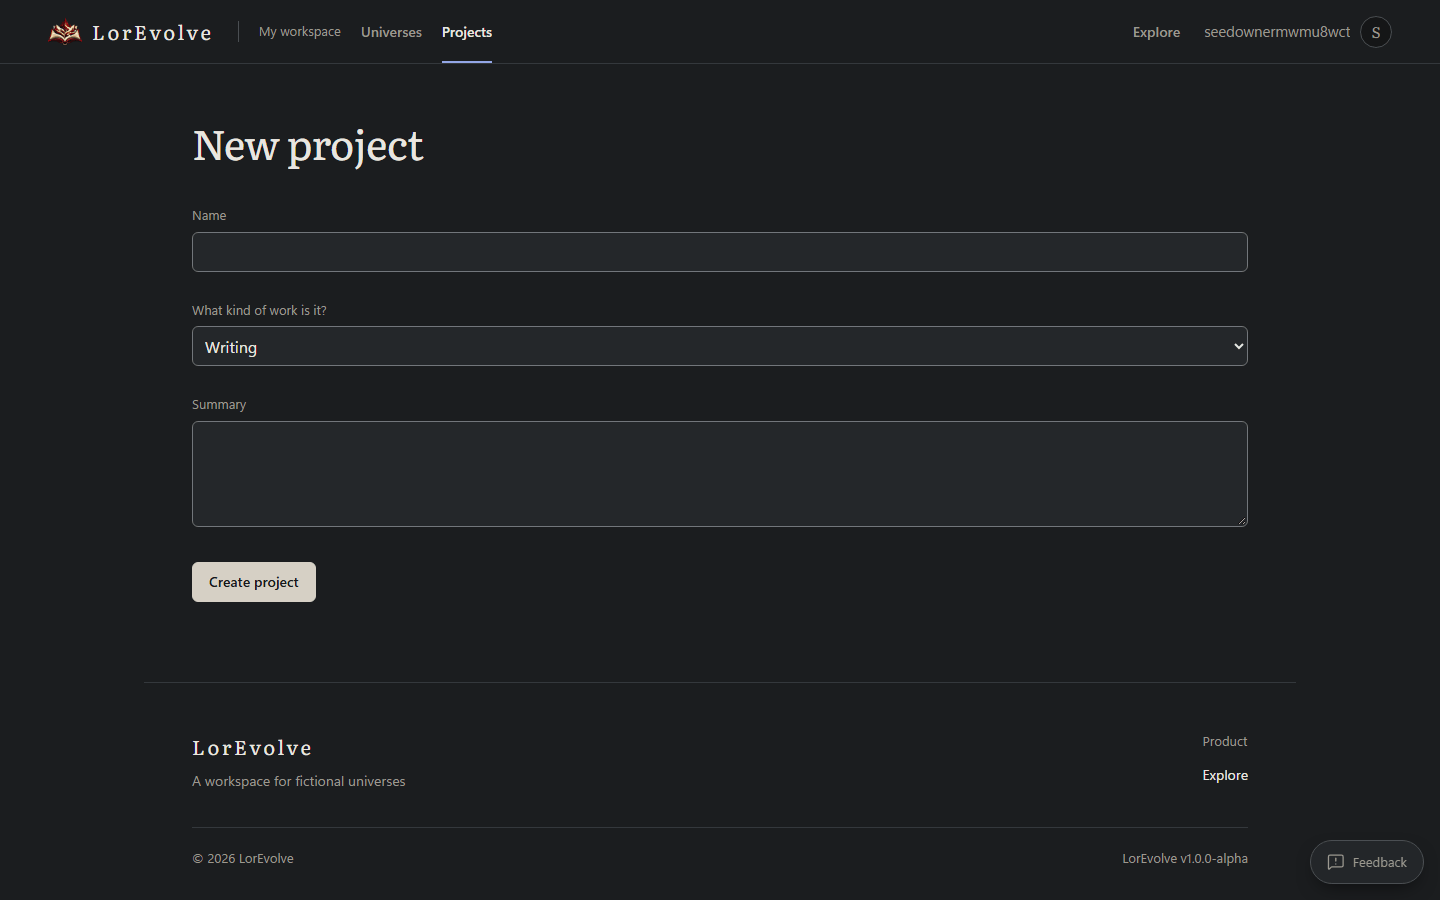 LorEvolve
My workspace
Universes
Projects
Explore
seedownermwmu8wct
S
New project
Name
What kind of work is it?
Writing
Summary
Create project
LorEvolve
A workspace for fictional universes
Product
Explore
© 2026 LorEvolve
LorEvolve v1.0.0-alpha
Feedback